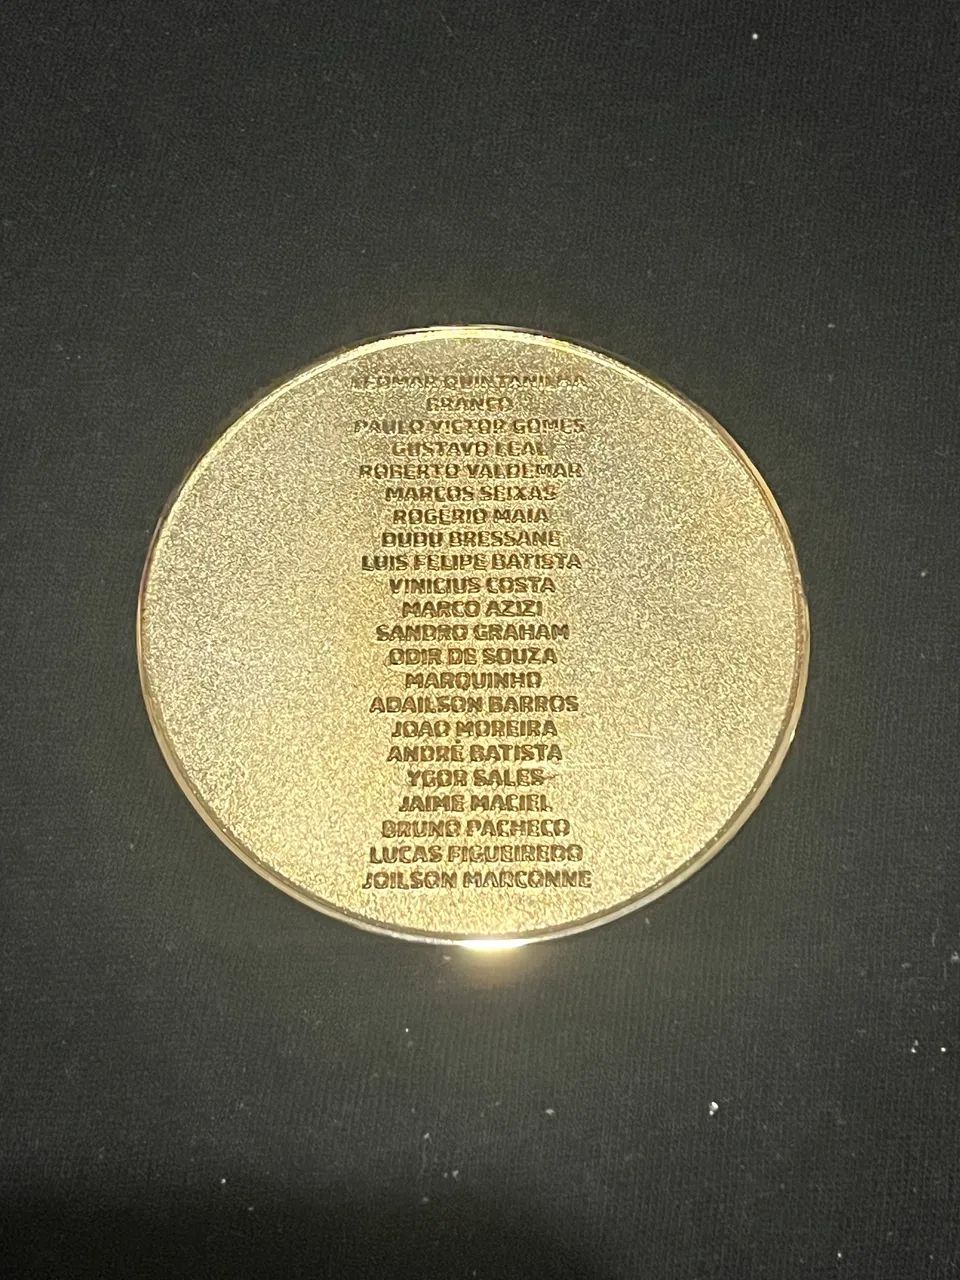 LEOMAR QUINTANILHA
BRANCO
PAULO VICTOR GOMES
GUSTAVO LEAL
ROBERTO VALDEMAR
MARCOS SEIXAS
ROGERIO MAIA
DUDU BRESSANE
LUIS FELIPE BATISTA
VINICIUS COSTA
MARCO AZIZI
SANDRO GRAHAM
ODIR DE SOUZA
MARQUINHO
ADAILSON BARROS
JOAO MOREIRA
ANDRÉ BATISTA
YGOR SALES
JAIME MACIEL
BRUNO PACHECO
LUCAS FIGUEIREDO
JOILSON MARCONNE